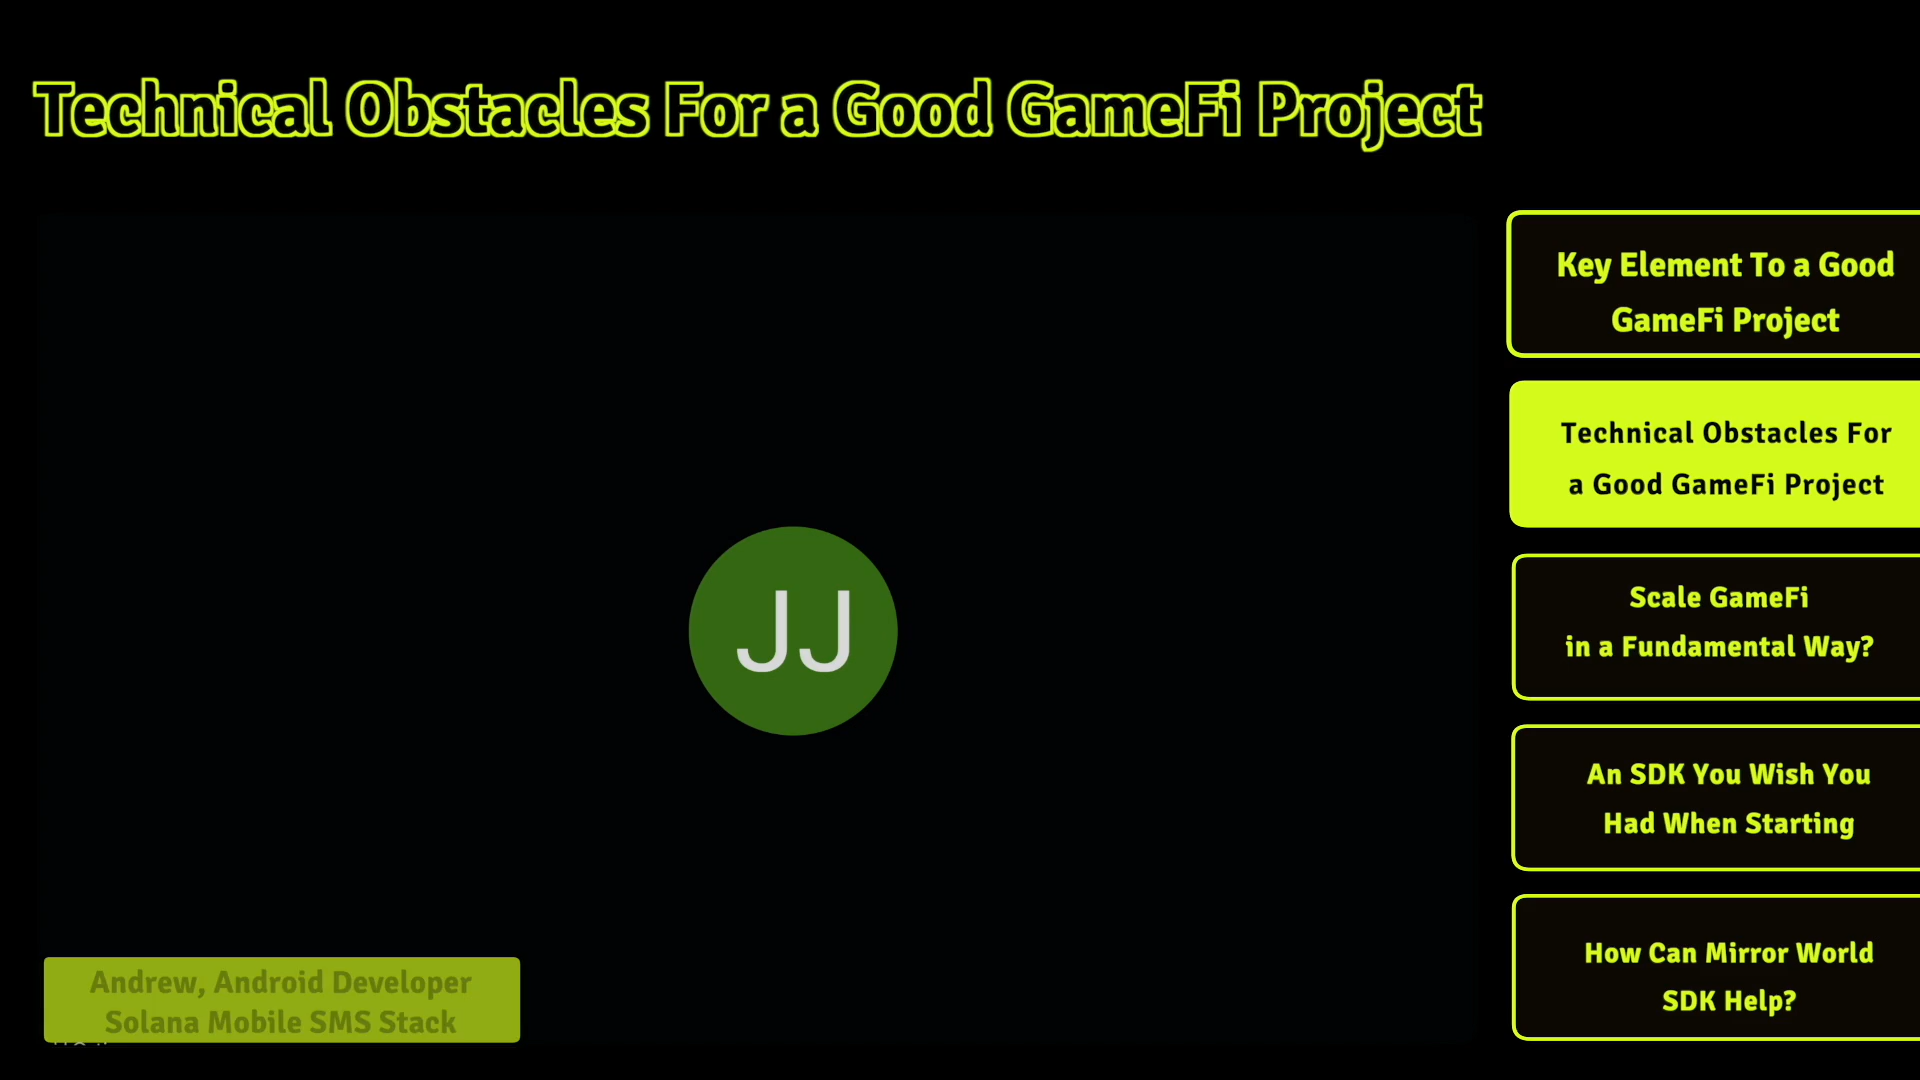 Technical Obstacles For a Good GameFi Project
Key Element To a Good
GameFi Project
Technical Obstacles For
a Good GameFi Project
Scale GameFi
in a Fundamental Way?
JJ
An SDK You Wish You
Had When Starting
How Can Mirror World
SDK Help?
Andrew, Android Developer
Solana Mobile SMS Stack